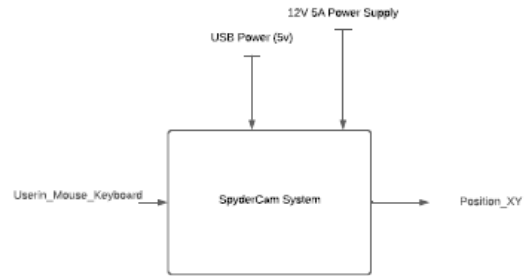 12V 5A Power Supply
USB Power (5v)
Userin_Mouse_Keyboard
SpyderCam System
Position_XY